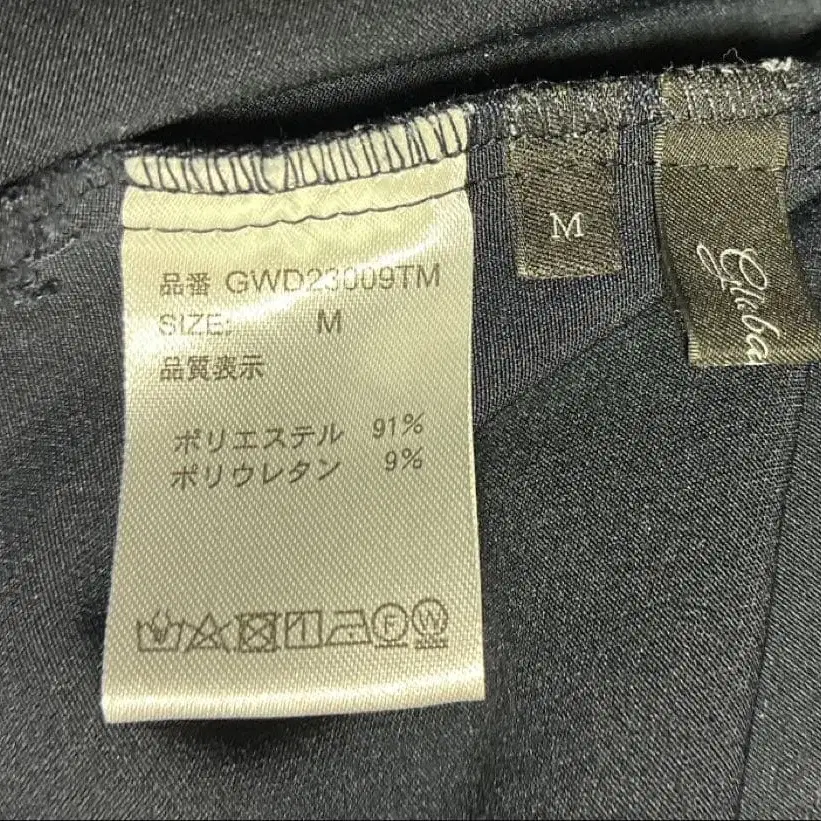 品番 GWD23009TM
SIZE: M
品質表示
ポリエステル 91%
ポリウレタン 9%
F W
M
Globa